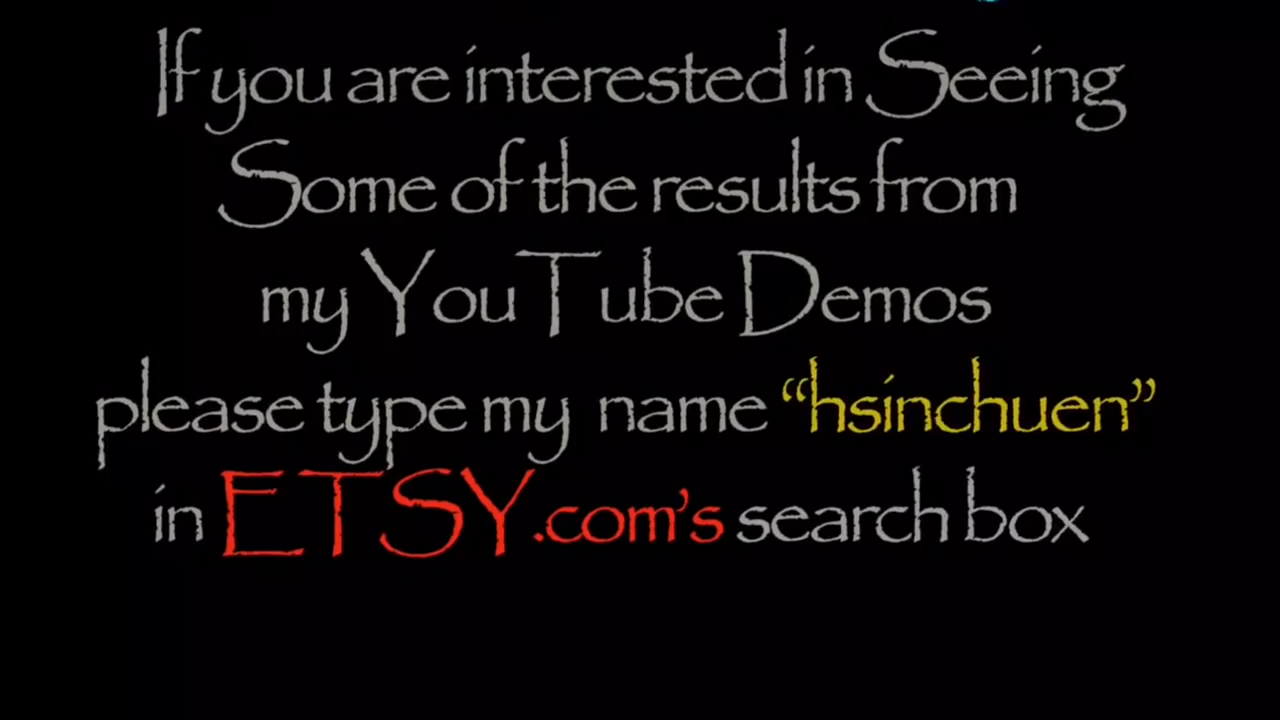 If you are interested in Seeing
Some of the results from
my YouTube Demos
please type my name “hsinchuen”
in ETSY.com’s search box